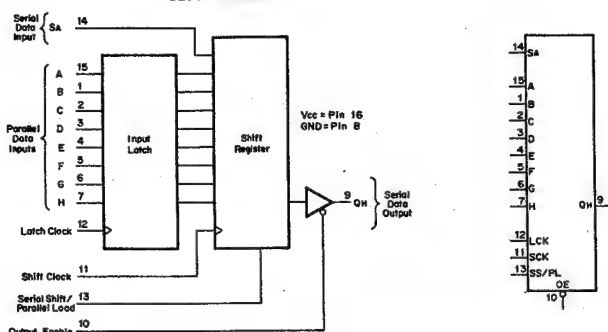 Serial Data Input { SA 14
Parallel Data Inputs
A 15
B 1
C 2
D 3
E 4
F 5
G 6
H 7
Input Latch
Shift Register
Vcc = Pin 16
GND = Pin 8
9 QH } Serial Data Output
Latch Clock 12
Shift Clock 11
Serial Shift/ 13
Parallel Load
Output Enable 10
14 SA
15 A
1 B
2 C
3 D
4 E
5 F
6 G
7 H
QH 9
12 LCK
11 SCK
13 SS/PL
OE
10